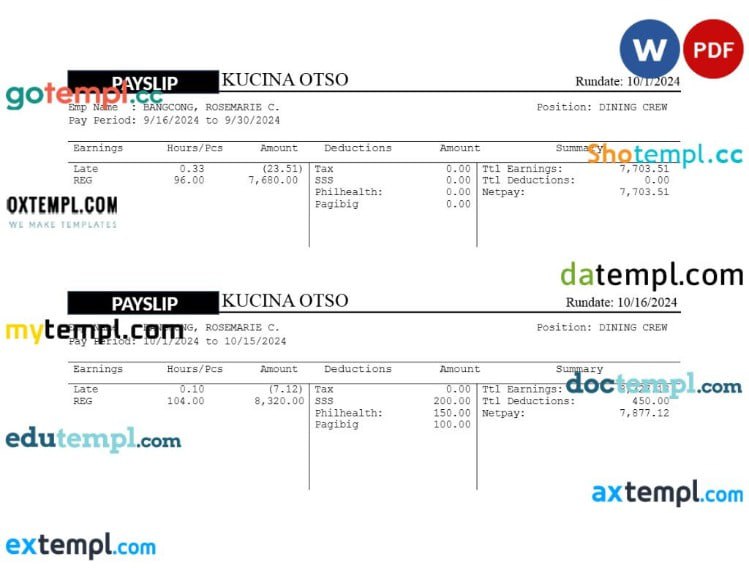 W PDF
PAYSLIP KUCINA OTSO Rundate: 10/1/2024
gotempl.cc
Emp Name : BANGCONG, ROSEMARIE C. Position: DINING CREW
Pay Period: 9/16/2024 to 9/30/2024
Earnings Hours/Pcs Amount Deductions Amount Summary
Shotempl.cc
Late 0.33 (23.51) Tax 0.00 Ttl Earnings: 7,703.51
REG 96.00 7,680.00 SSS 0.00 Ttl Deductions: 0.00
Philhealth: 0.00 Netpay: 7,703.51
Pagibig 0.00
OXTEMPL.COM
WE MAKE TEMPLATES
datempl.com
PAYSLIP KUCINA OTSO Rundate: 10/16/2024
mytempl.com
BANGCONG, ROSEMARIE C. Position: DINING CREW
Pay Period: 10/1/2024 to 10/15/2024
Earnings Hours/Pcs Amount Deductions Amount Summary
Late 0.10 (7.12) Tax 0.00 Ttl Earnings:
doctempl.com
REG 104.00 8,320.00 SSS 200.00 Ttl Deductions: 450.00
Philhealth: 150.00 Netpay: 7,877.12
Pagibig 100.00
edutempl.com
axtempl.com
extempl.com